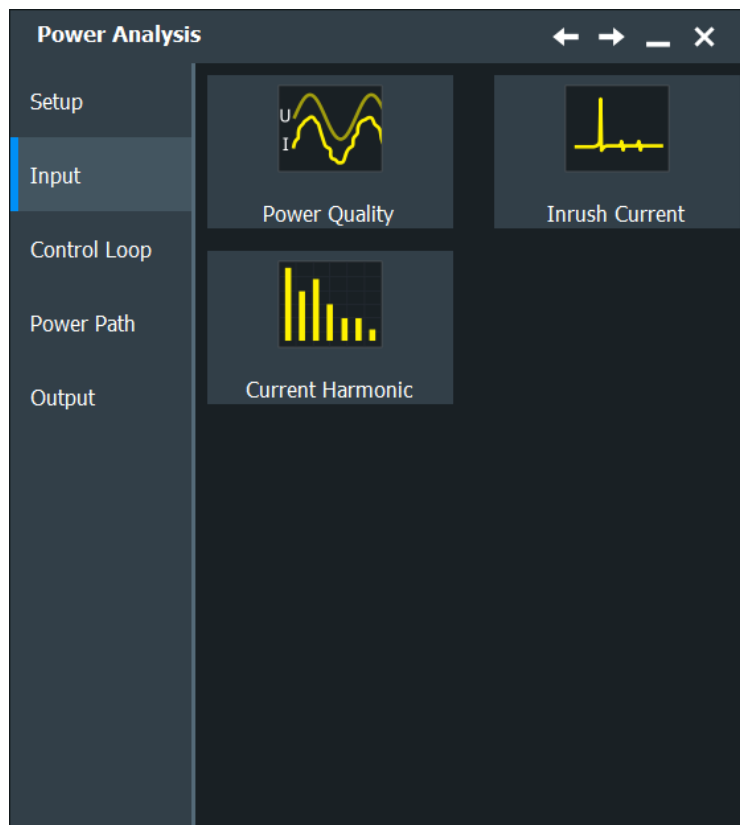 Power Analysis
Setup
Input
Control Loop
Power Path
Output
U
I
Power Quality
Inrush Current
Current Harmonic